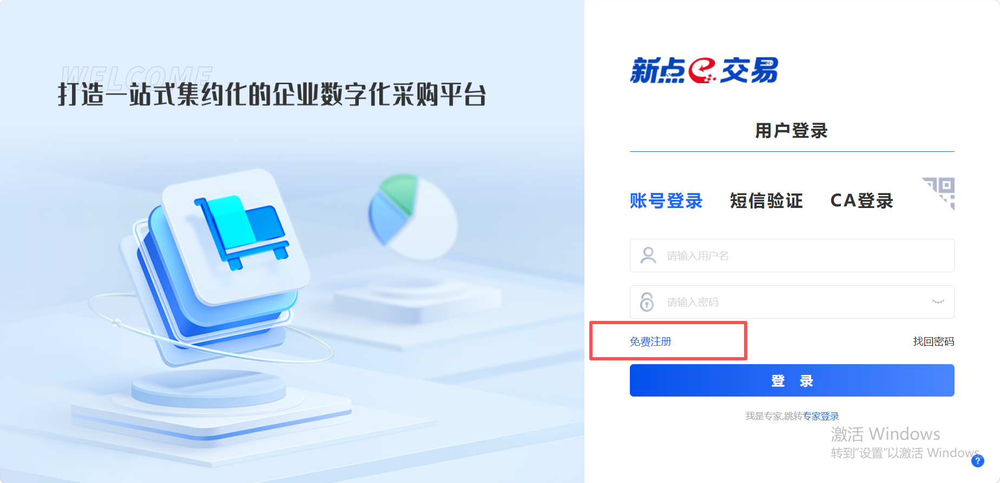 WELCOME
打造一站式集约化的企业数字化采购平台
新点e交易
用户登录
账号登录 短信验证 CA登录
请输入用户名
请输入密码
免费注册 找回密码
登 录
我是专家,跳转专家登录
激活 Windows
转到"设置"以激活 Windows。
?